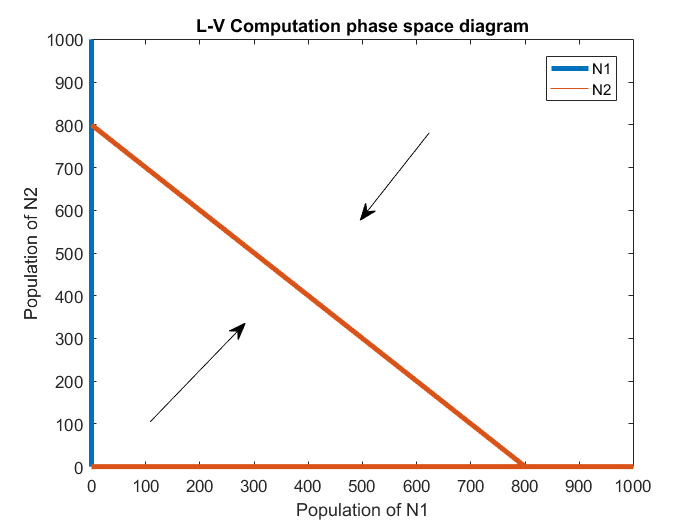 L-V Computation phase space diagram
N1
N2
1000
900
800
700
600
500
400
300
200
100
0
Population of N2
0 100 200 300 400 500 600 700 800 900 1000
Population of N1